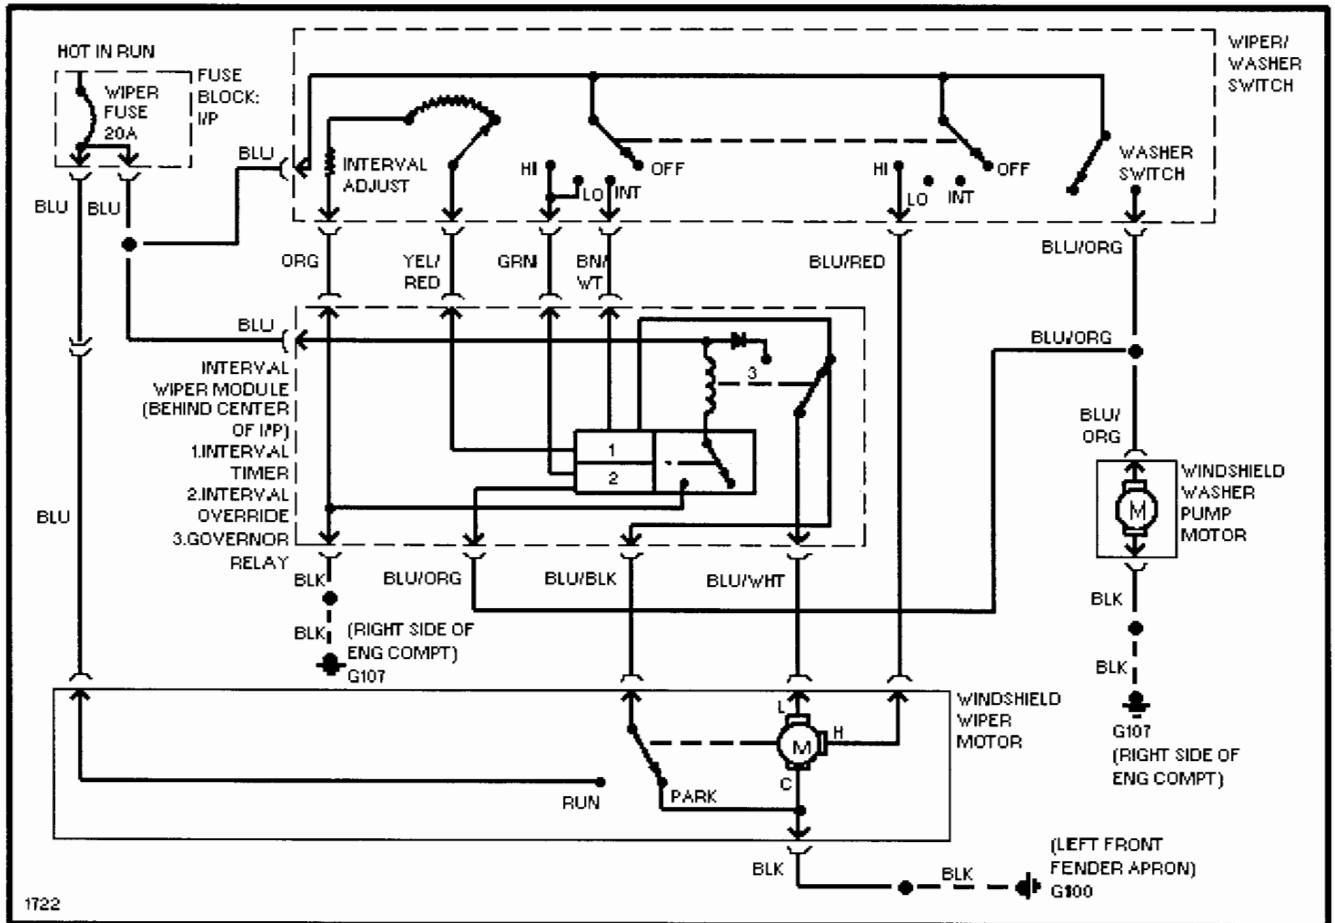 HOT IN RUN
WIPER
FUSE
20A
FUSE
BLOCK:
I/P
WIPER/
WASHER
SWITCH
BLU
INTERVAL
ADJUST
HI
LO
INT
OFF
HI
LO
INT
OFF
WASHER
SWITCH
BLU
BLU
ORG
YEL/
RED
GRN
BN/
WT
BLU/RED
BLU/ORG
BLU
BLU/ORG
INTERVAL
WIPER MODULE
(BEHIND CENTER
OF I/P)
1.INTERVAL
TIMER
2.INTERVAL
OVERRIDE
3.GOVERNOR
RELAY
3
1
2
BLU/
ORG
WINDSHIELD
WASHER
PUMP
MOTOR
M
BLU
BLK
BLU/ORG
BLU/BLK
BLU/WHT
BLK
BLK
(RIGHT SIDE OF
ENG COMPT)
G107
BLK
G107
(RIGHT SIDE OF
ENG COMPT)
WINDSHIELD
WIPER
MOTOR
L
H
M
C
RUN
PARK
BLK
BLK
(LEFT FRONT
FENDER APRON)
G100
1722